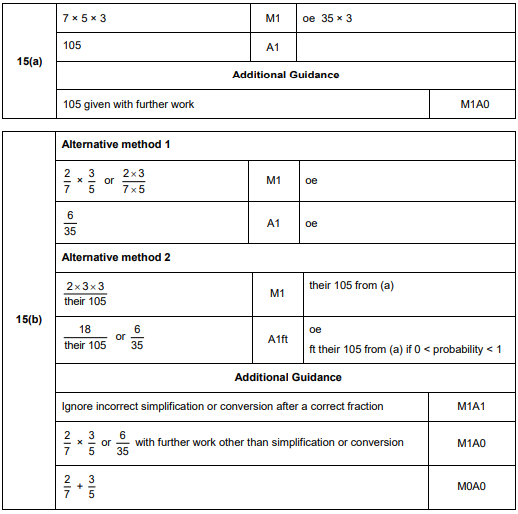 7 × 5 × 3 M1 oe 35 × 3
105 A1
15(a)
Additional Guidance
105 given with further work M1A0
Alternative method 1
2/7 × 3/5 or 2×3/7×5 M1 oe
6/35 A1 oe
Alternative method 2
2×3×3/their 105 M1 their 105 from (a)
15(b)
18/their 105 or 6/35 A1ft oe
ft their 105 from (a) if 0 < probability < 1
Additional Guidance
Ignore incorrect simplification or conversion after a correct fraction M1A1
2/7 × 3/5 or 6/35 with further work other than simplification or conversion M1A0
2/7 + 3/5 M0A0